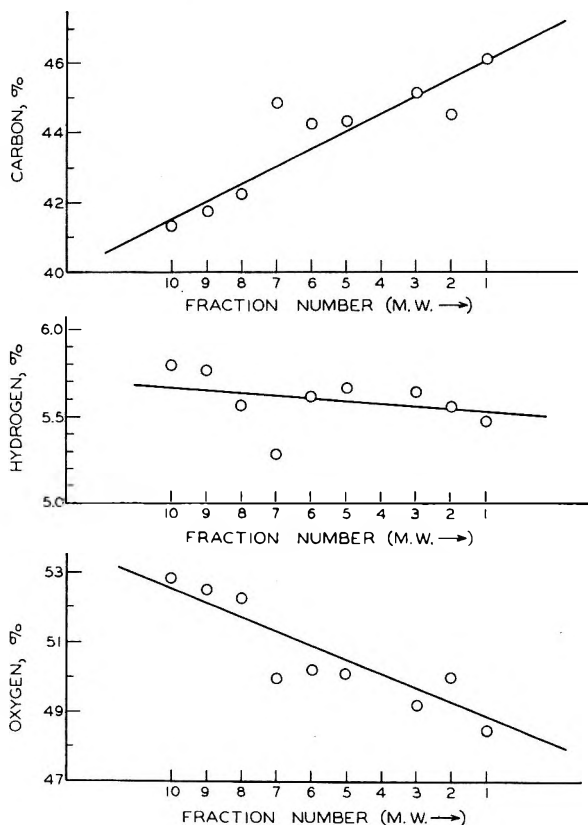 CARBON, %
46
44
42
40
10 9 8 7 6 5 4 3 2 1
FRACTION NUMBER (M.W. →)
HYDROGEN, %
6.0
5.5
5.0
10 9 8 7 6 5 4 3 2 1
FRACTION NUMBER (M.W. →)
OXYGEN, %
53
51
49
47
10 9 8 7 6 5 4 3 2 1
FRACTION NUMBER (M.W. →)